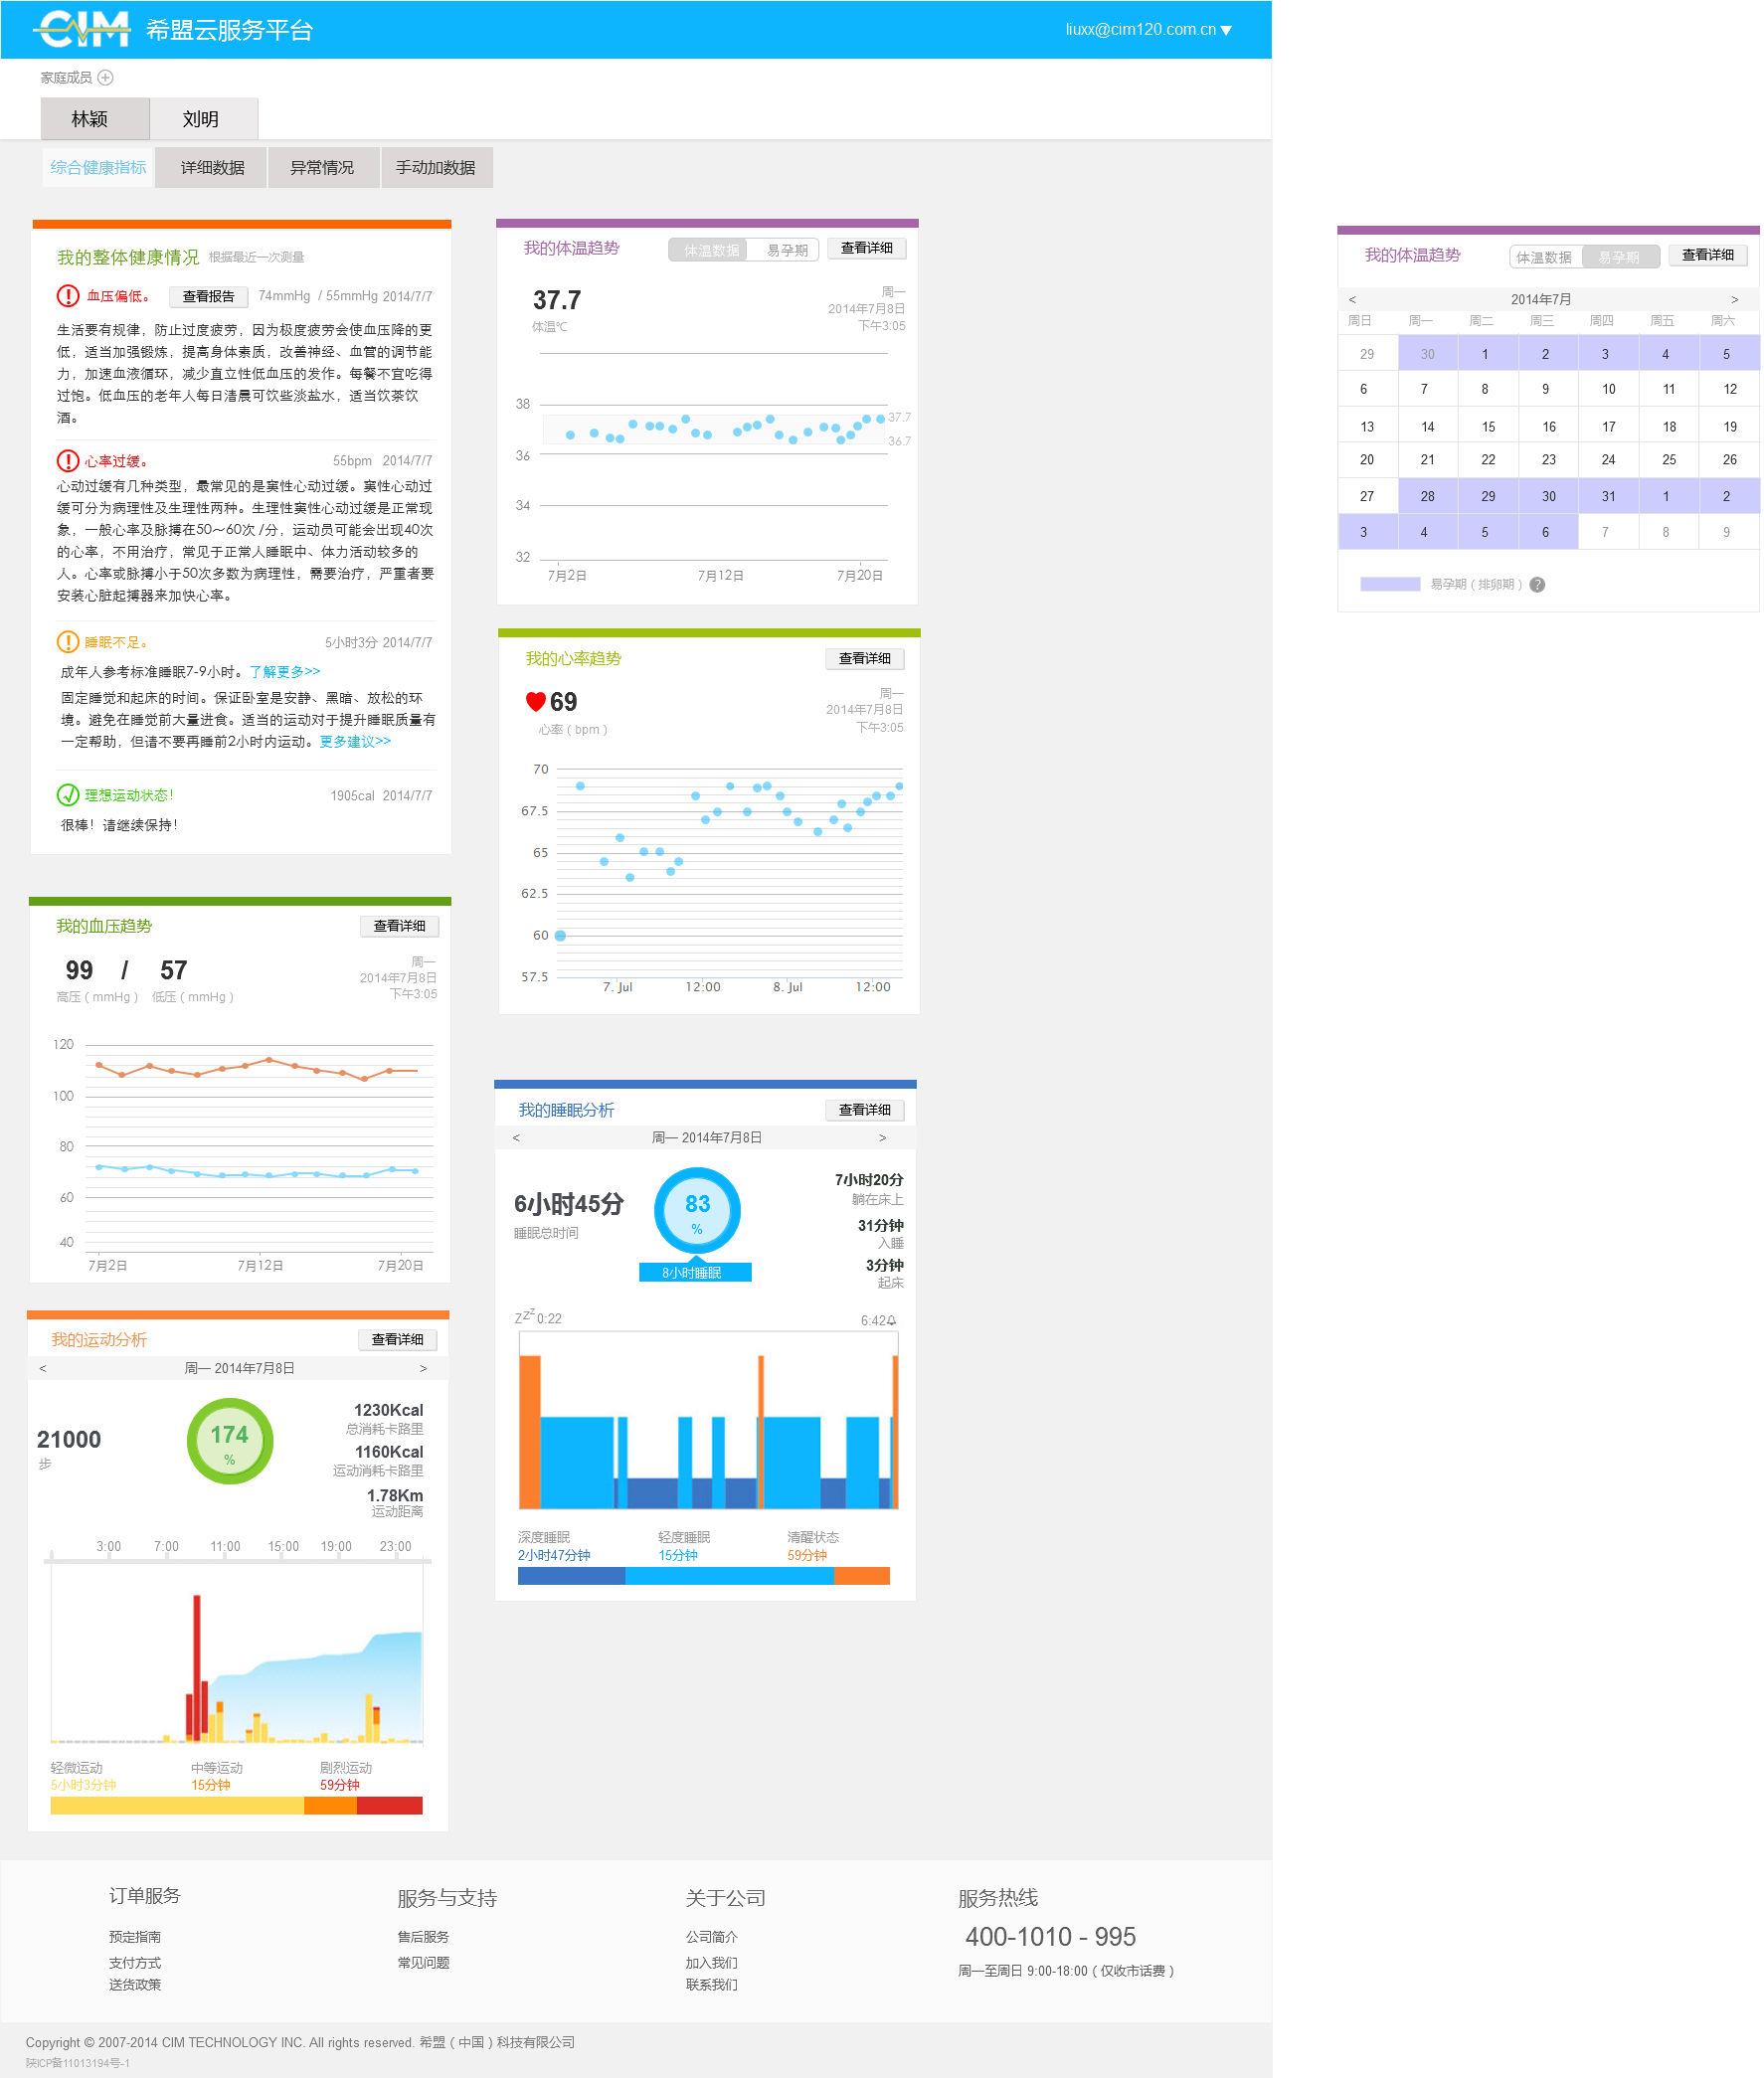 CIM 希盟云服务平台
liuxx@cim120.com.cn
家庭成员
林颖 刘明
综合健康指标 详细数据 异常情况 手动加数据
我的整体健康情况 根据最近一次测量
血压偏低。 查看报告 74mmHg / 55mmHg 2014/7/7
生活要有规律，防止过度疲劳，因为极度疲劳会使血压降的更
低，适当加强锻炼，提高身体素质，改善神经、血管的调节能
力，加速血液循环，减少直立性低血压的发作。每餐不宜吃得
过饱。低血压的老年人每日清晨可饮些淡盐水，适当饮茶饮
酒。
心率过缓。 55bpm 2014/7/7
心动过缓有几种类型，最常见的是窦性心动过缓。窦性心动过
缓可分为病理性及生理性两种。生理性窦性心动过缓是正常现
象，一般心率及脉搏在50～60次 /分，运动员可能会出现40次
的心率，不用治疗，常见于正常人睡眠中、体力活动较多的
人。心率或脉搏小于50次多数为病理性，需要治疗，严重者要
安装心脏起搏器来加快心率。
睡眠不足。 5小时3分 2014/7/7
成年人参考标准睡眠7-9小时。了解更多>>
固定睡觉和起床的时间。保证卧室是安静、黑暗、放松的环
境。避免在睡觉前大量进食。适当的运动对于提升睡眠质量有
一定帮助，但请不要再睡前2小时内运动。更多建议>>
理想运动状态！ 1905cal 2014/7/7
很棒！请继续保持！
我的血压趋势 查看详细
99 / 57
高压（mmHg） 低压（mmHg）
周一
2014年7月8日
下午3:05
120
100
80
60
40
7月2日 7月12日 7月20日
我的运动分析 查看详细
< 周一 2014年7月8日 >
21000
步
174
%
1230Kcal
总消耗卡路里
1160Kcal
运动消耗卡路里
1.78Km
运动距离
3:00 7:00 11:00 15:00 19:00 23:00
轻微运动 中等运动 剧烈运动
5小时3分钟 15分钟 59分钟
我的体温趋势 体温数据 易孕期 查看详细
37.7
体温℃
周一
2014年7月8日
下午3:05
38
37.7
36.7
36
34
32
7月2日 7月12日 7月20日
我的心率趋势 查看详细
69
心率（bpm）
周一
2014年7月8日
下午3:05
70
67.5
65
62.5
60
57.5
7. Jul 12:00 8. Jul 12:00
我的睡眠分析 查看详细
< 周一 2014年7月8日 >
6小时45分
睡眠总时间
83
%
8小时睡眠
7小时20分
躺在床上
31分钟
入睡
3分钟
起床
ZZZ 0:22 6:42
深度睡眠 轻度睡眠 清醒状态
2小时47分钟 15分钟 59分钟
我的体温趋势 体温数据 易孕期 查看详细
< 2014年7月 >
周日 周一 周二 周三 周四 周五 周六
29 30 1 2 3 4 5
6 7 8 9 10 11 12
13 14 15 16 17 18 19
20 21 22 23 24 25 26
27 28 29 30 31 1 2
3 4 5 6 7 8 9
易孕期（排卵期） ?
订单服务
预定指南
支付方式
送货政策
服务与支持
售后服务
常见问题
关于公司
公司简介
加入我们
联系我们
服务热线
400-1010 - 995
周一至周日 9:00-18:00（仅收市话费）
Copyright © 2007-2014 CIM TECHNOLOGY INC. All rights reserved. 希盟（中国）科技有限公司
陕ICP备11013194号-1